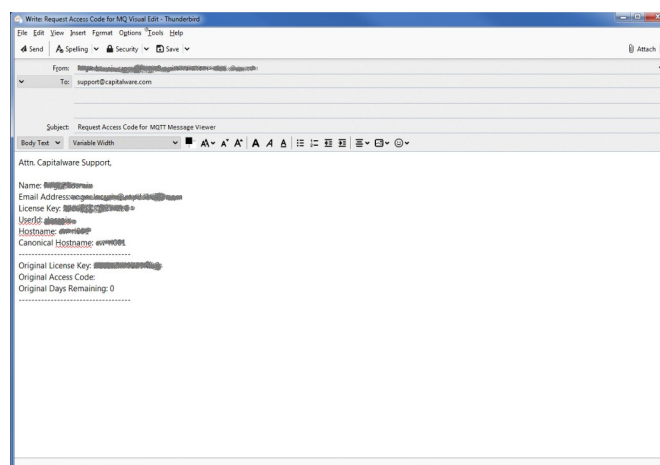 Write: Request Access Code for MQ Visual Edit - Thunderbird
File Edit View Insert Format Options Tools Help
Send Spelling Security Save Attach
From:
To: support@capitalware.com
Subject: Request Access Code for MQTT Message Viewer
Body Text Variable Width
Attn. Capitalware Support,
Name:
Email Address:
License Key:
UserId:
Hostname:
Canonical Hostname:
----------------------------------
Original License Key:
Original Access Code:
Original Days Remaining: 0
----------------------------------